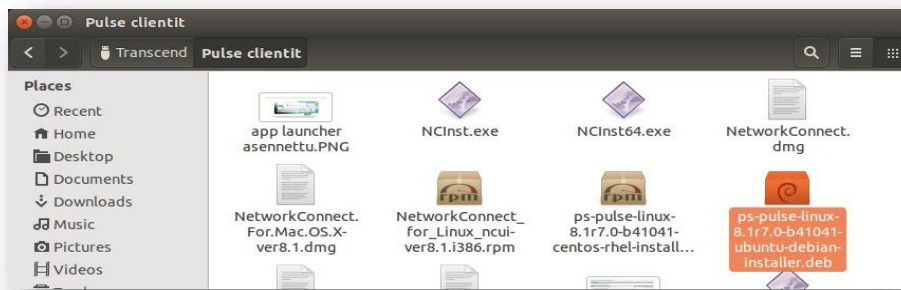 Pulse clientit
Transcend Pulse clientit
Places
Recent
Home
Desktop
Documents
Downloads
Music
Pictures
Videos
app launcher
asennettu.PNG
NCInst.exe
NCInst64.exe
NetworkConnect.
dmg
NetworkConnect.
For.Mac.OS.X-
ver8.1.dmg
NetworkConnect_
for_Linux_ncui-
ver8.1.i386.rpm
ps-pulse-linux-
8.1r7.0-b41041-
centos-rhel-install...
ps-pulse-linux-
8.1r7.0-b41041-
ubuntu-debian-
installer.deb
rpm
rpm